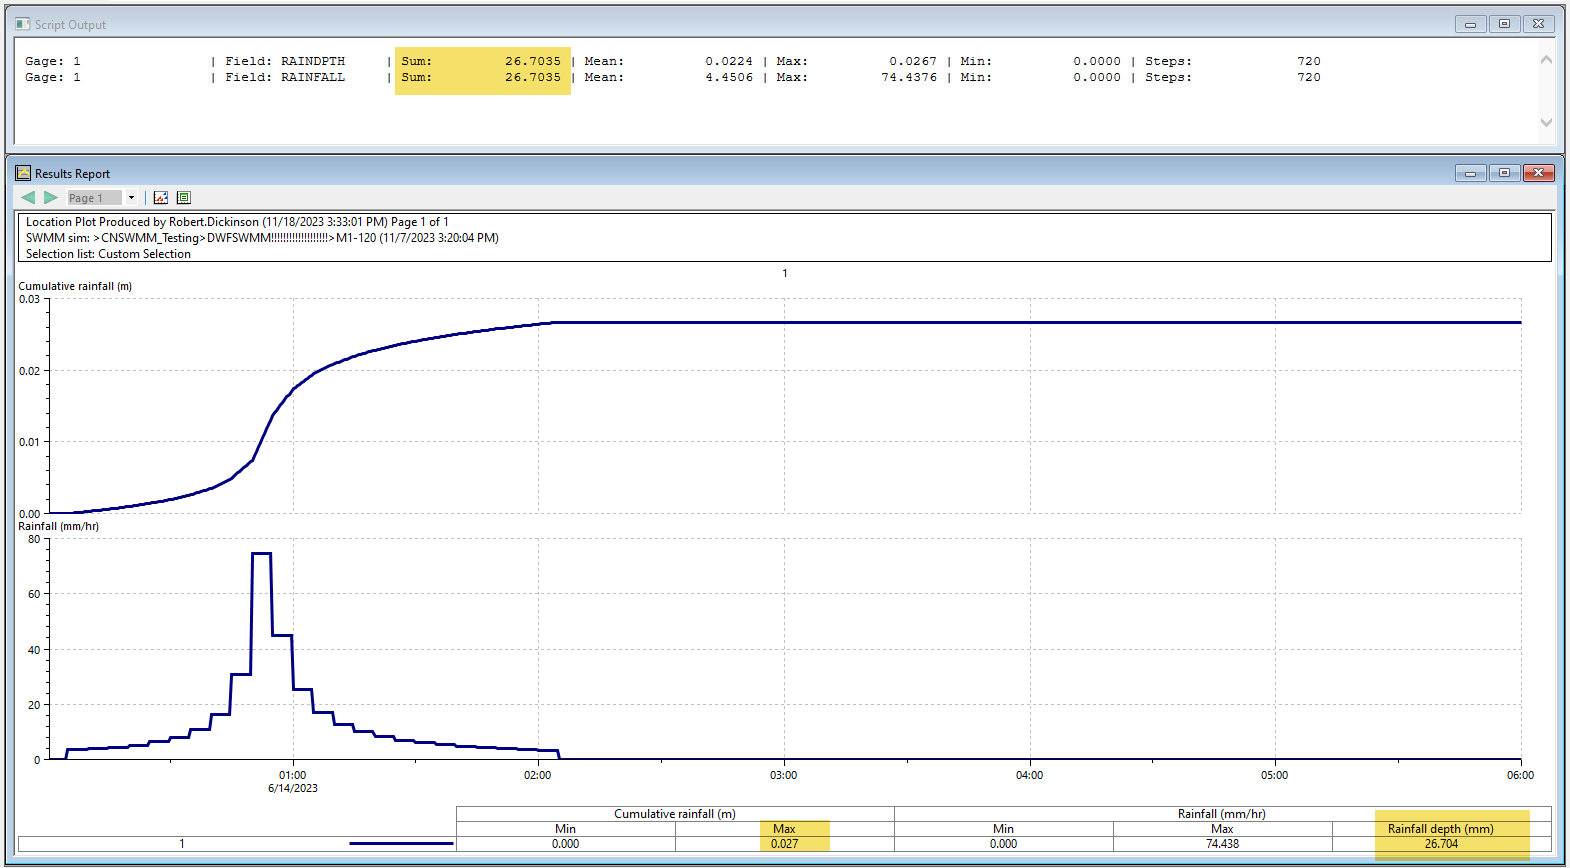 Script Output
Gage: 1 | Field: RAINDPTH | Sum: 26.7035 | Mean: 0.0224 | Max: 0.0267 | Min: 0.0000 | Steps: 720
Gage: 1 | Field: RAINFALL | Sum: 26.7035 | Mean: 4.4506 | Max: 74.4376 | Min: 0.0000 | Steps: 720
Results Report
Page 1
Location Plot Produced by Robert.Dickinson (11/18/2023 3:33:01 PM) Page 1 of 1
SWMM sim: >CNSWMM_Testing>DWFSWMM!!!!!!!!!!!!!!!!!!!!>M1-120 (11/7/2023 3:20:04 PM)
Selection list: Custom Selection
1
Cumulative rainfall (m)
0.03
0.02
0.01
0.00
Rainfall (mm/hr)
80
60
40
20
0
01:00 02:00 03:00 04:00 05:00 06:00
6/14/2023
Cumulative rainfall (m) Rainfall (mm/hr)
Min Max Min Max Rainfall depth (mm)
1 0.000 0.027 0.000 74.438 26.704